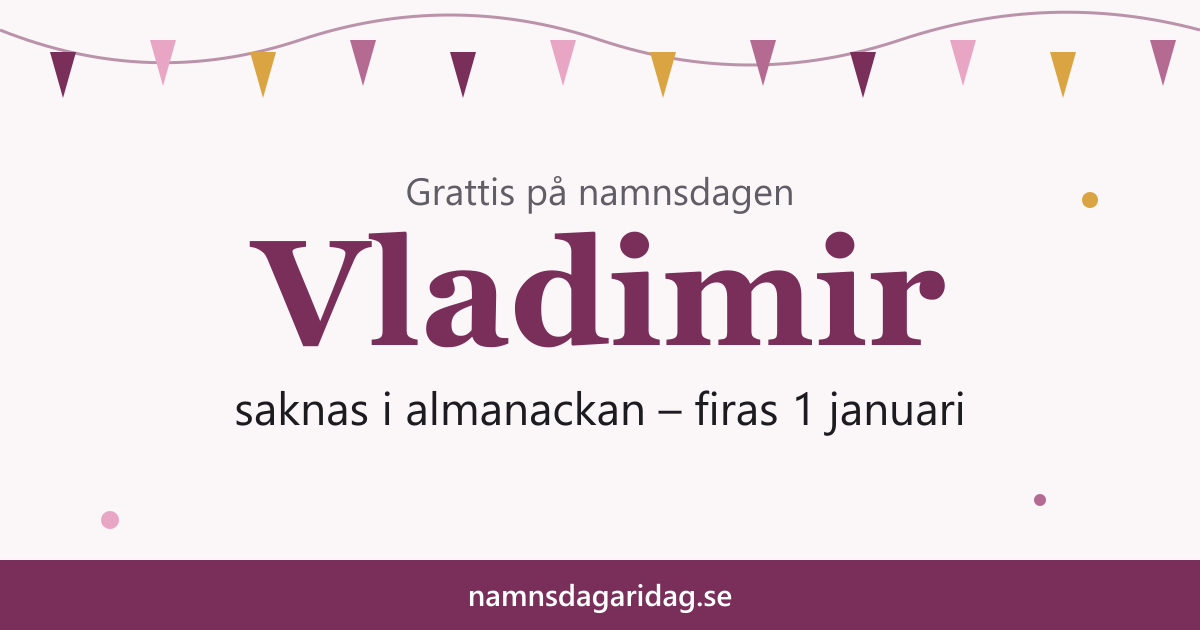 Grattis på namnsdagen
Vladimir
saknas i almanackan – firas 1 januari
namnsdagaridag.se